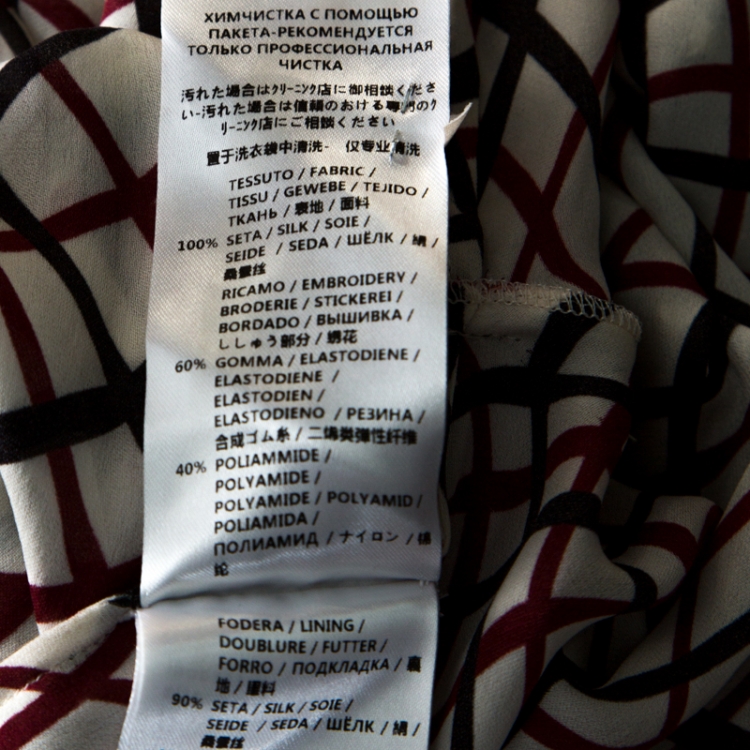 ХИМЧИСТКА С ПОМОЩЬЮ
ПАКЕТА-РЕКОМЕНДУЕТСЯ
ТОЛЬКО ПРОФЕССИОНАЛЬНАЯ
ЧИСТКА
汚れた場合はクリーニング店に御相談くださ
い-汚れた場合は信頼のおける専門のク
リーニング店にご相談ください
置于洗衣袋中清洗- 仅专业清洗
TESSUTO / FABRIC /
TISSU / GEWEBE / TEJIDO /
ТКАНЬ / 表地 / 面料
100% SETA / SILK / SOIE /
SEIDE / SEDA / ШЁЛК / 絹 /
桑蚕丝
RICAMO / EMBROIDERY /
BRODERIE / STICKEREI /
BORDADO / ВЫШИВКА /
ししゅう部分 / 绣花
60% GOMMA / ELASTODIENE /
ELASTODIENE /
ELASTODIEN /
ELASTODIENO / РЕЗИНА /
合成ゴム糸 / 二烯类弹性纤维
40% POLIAMMIDE /
POLYAMIDE /
POLYAMIDE / POLYAMID /
POLIAMIDA /
ПОЛИАМИД / ナイロン / 锦
纶
FODERA / LINING /
DOUBLURE / FUTTER /
FORRO / ПОДКЛАДКА / 裏
地 / 里料
90% SETA / SILK / SOIE /
SEIDE / SEDA / ШЁЛК / 絹 /
桑蚕丝